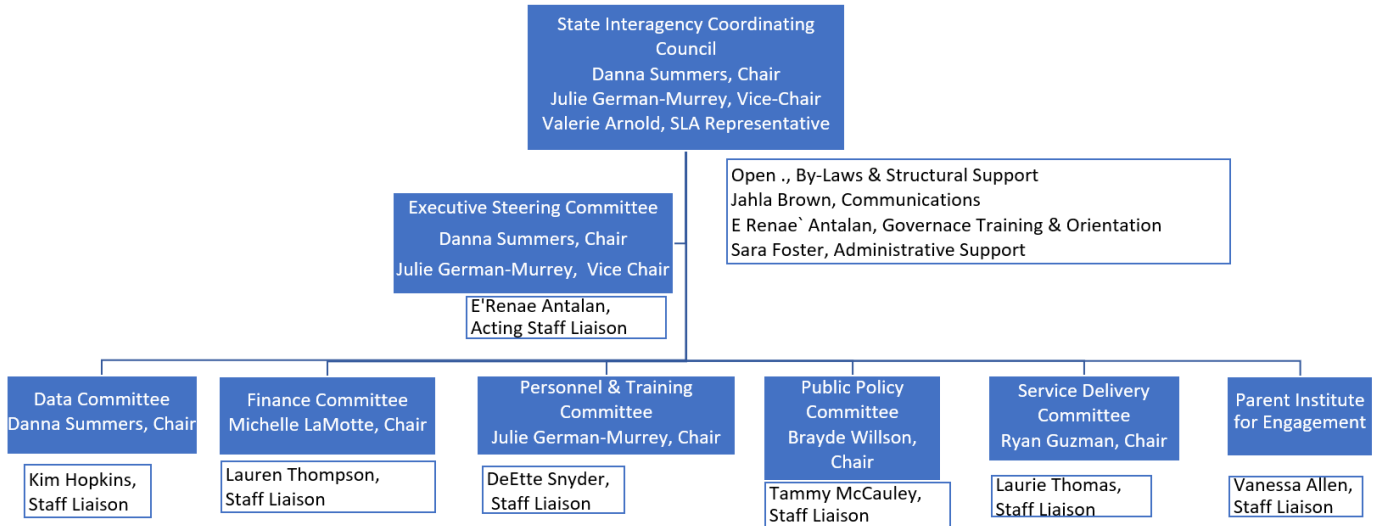 State Interagency Coordinating
Council
Danna Summers, Chair
Julie German-Murrey, Vice-Chair
Valerie Arnold, SLA Representative
Open ., By-Laws & Structural Support
Jahla Brown, Communications
E Renae` Antalan, Governace Training & Orientation
Sara Foster, Administrative Support
Executive Steering Committee
Danna Summers, Chair
Julie German-Murrey, Vice Chair
E'Renae Antalan,
Acting Staff Liaison
Data Committee
Danna Summers, Chair
Kim Hopkins,
Staff Liaison
Finance Committee
Michelle LaMotte, Chair
Lauren Thompson,
Staff Liaison
Personnel & Training
Committee
Julie German-Murrey, Chair
DeEtte Snyder,
Staff Liaison
Public Policy
Committee
Brayde Willson,
Chair
Tammy McCauley,
Staff Liaison
Service Delivery
Committee
Ryan Guzman, Chair
Laurie Thomas,
Staff Liaison
Parent Institute
for Engagement
Vanessa Allen,
Staff Liaison